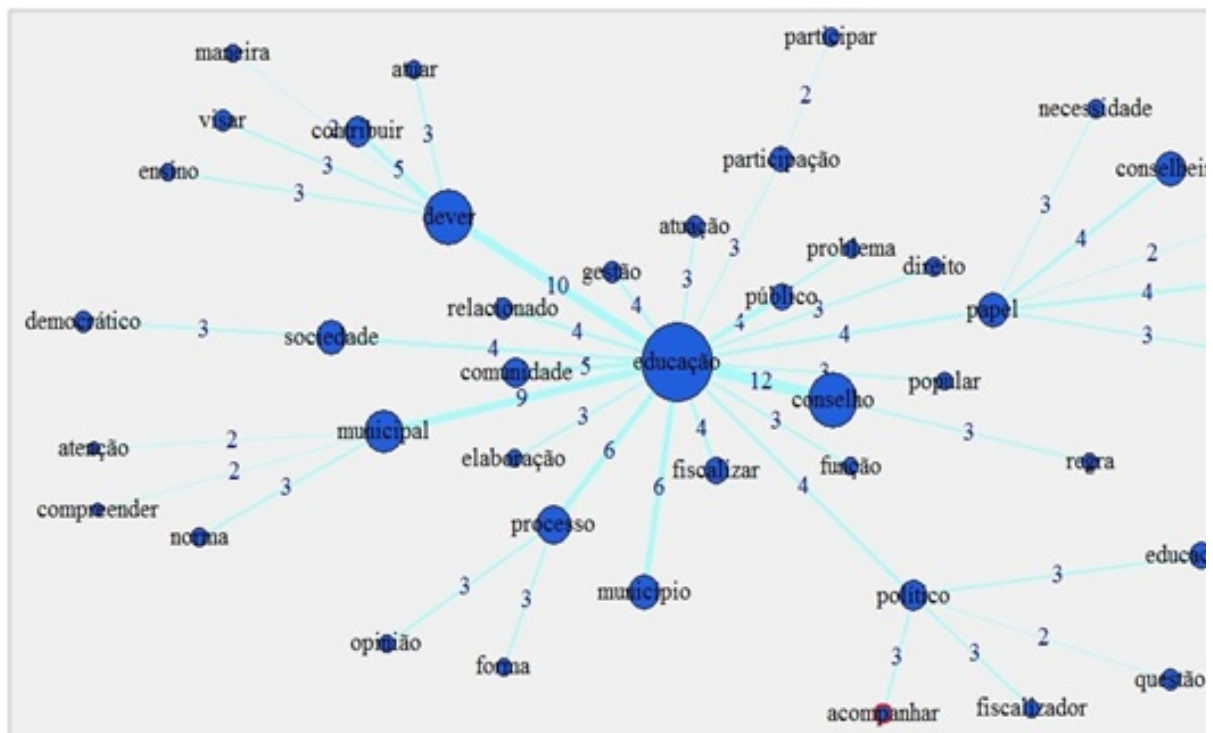 participar
maneira
atuar
2
necessidade
visar
2
contribuir
3
participação
conselheir
ensino
3
5
3
3
dever
atuação
3
4
problema
2
gestão
3
3
direito
10
4
público
3
4
relacionado
papel
democrático
3
4
4
4
3
sociedade
4
5
educação
comunidade
12
3
popular
9
conselho
municipal
4
3
3
atenção
2
3
elaboração
6
fiscalizar
função
regra
2
6
4
3
compreender
norma
processo
educaç
3
3
município
político
3
3
2
opinião
forma
3
3
questão
acompanhar
fiscalizador